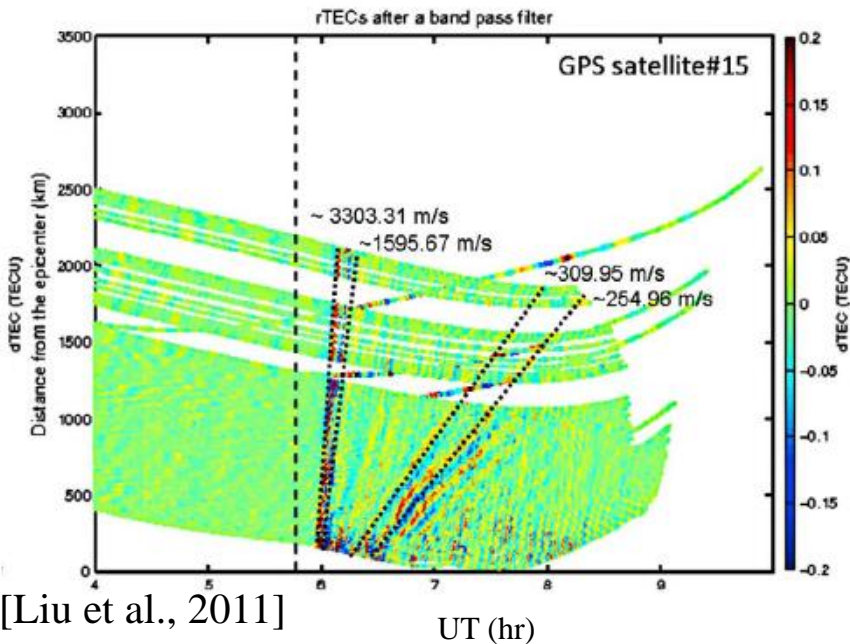 rTECs after a band pass filter
GPS satellite#15
3500
3000
2500
2000
1500
1000
500
0
dTEC (TECU)
Distance from the epicenter (km)
~ 3303.31 m/s
~1595.67 m/s
~309.95 m/s
~254.96 m/s
4
5
6
7
8
9
0.2
0.15
0.1
0.05
0
−0.05
−0.1
−0.15
−0.2
dTEC (TECU)
[Liu et al., 2011]
UT (hr)